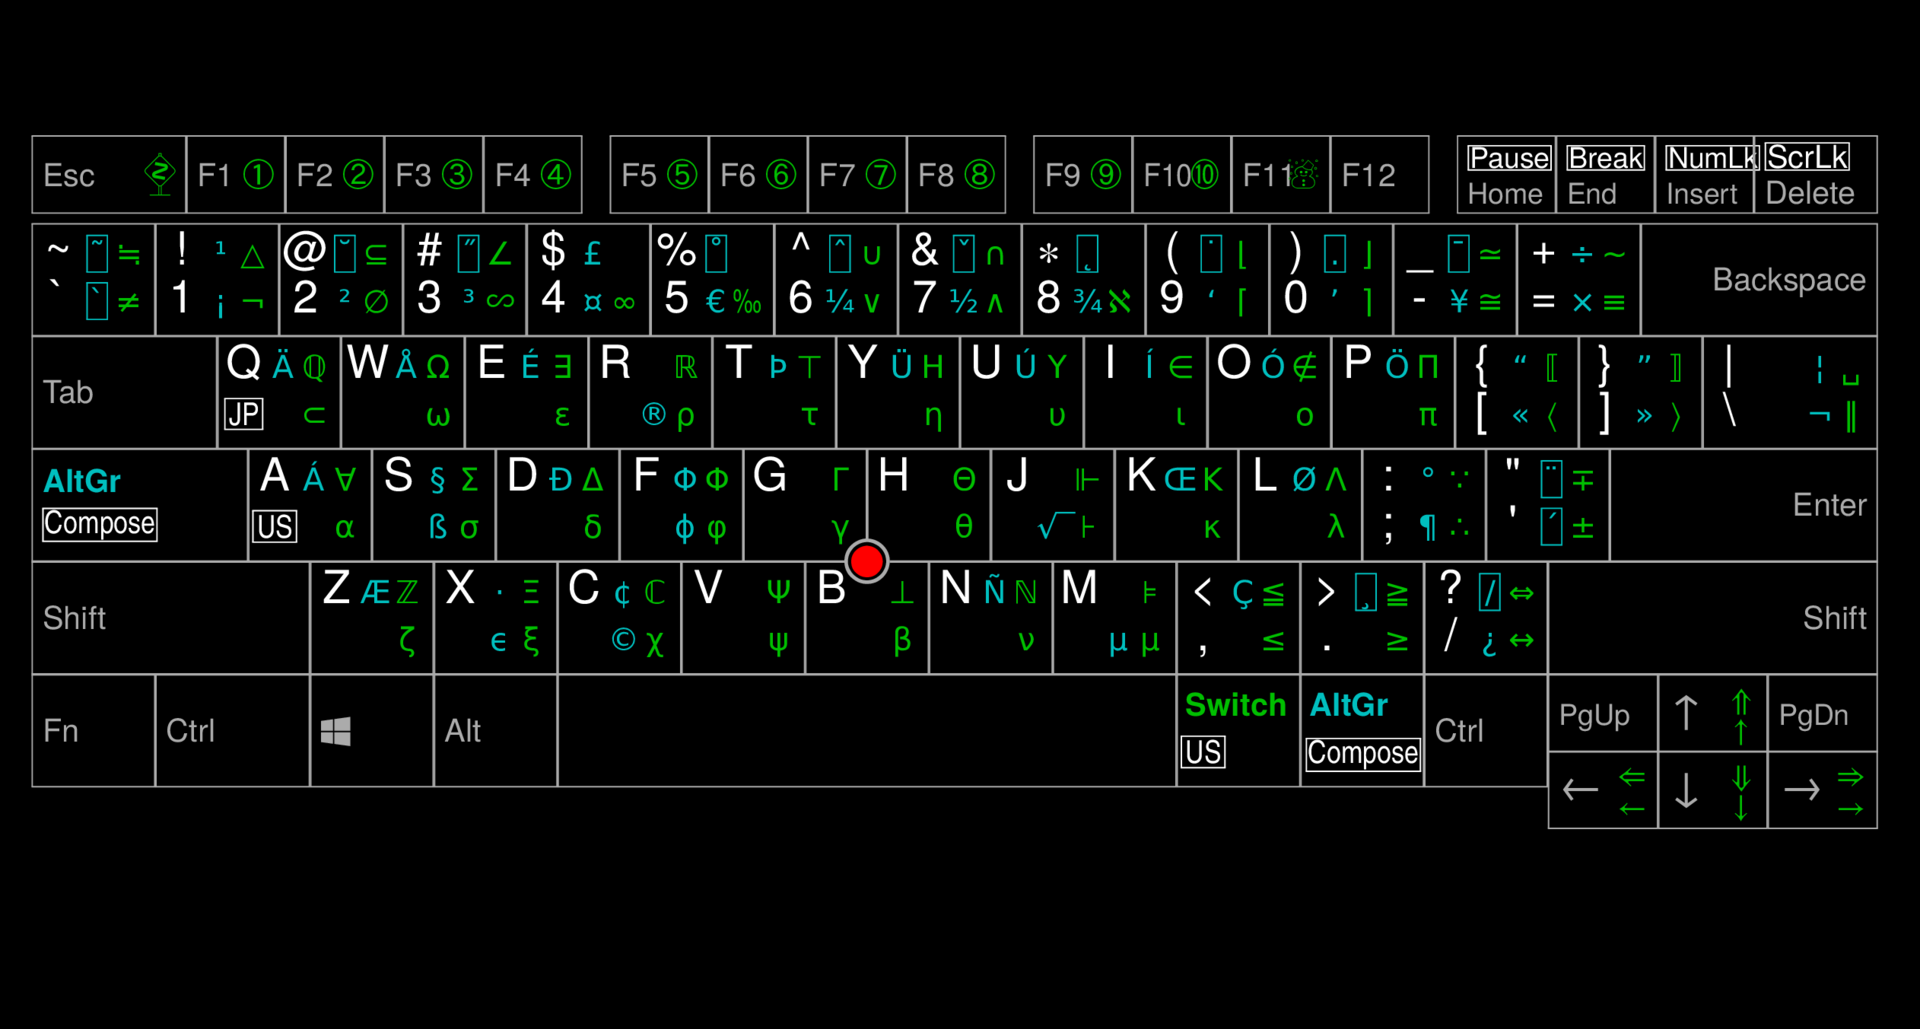 Esc F1 ① F2 ② F3 ③ F4 ④ F5 ⑤ F6 ⑥ F7 ⑦ F8 ⑧ F9 ⑨ F10 ⑩ F11 ☃ F12 Pause Break NumLk ScrLk
Home End Insert Delete
~ ˜ ≒ ! ¹ △ @ ˘ ⊆ # ˝ ∠ $ £ % ˚ ^ ˆ ∪ & ˇ ∩ * ˛ ( ˙ ⌊ ) . ⌋ _ ¯ ≃ + ÷ ∼ Backspace
` ` ≠ 1 ¡ ¬ 2 ² ∅ 3 ³ ∽ 4 ¤ ∞ 5 € ‰ 6 ¼ ∨ 7 ½ ∧ 8 ¾ ℵ 9 ‘ ⌈ 0 ’ ⌉ - ¥ ≅ = × ≡
Tab Q Ä ℚ W Å Ω E É ∃ R ℝ T Þ ⊤ Y Ü Η U Ú Υ I Í ∈ O Ó ∉ P Ö Π { “ ⟦ } ” ⟧ | ¦ ␣
JP ⊂ ω ε ® ρ τ η υ ι ο π [ « 〈 ] » 〉 \ ¬ ∥
AltGr A Á ∀ S § Σ D Ð Δ F Φ Φ G Γ H Θ J ⊩ K Œ Κ L Ø Λ : ° ∵ " ¨ ∓ Enter
Compose US α ß σ δ ϕ φ γ θ √ ⊦ κ λ ; ¶ ∴ ' ´ ±
Shift Z Æ ℤ X · Ξ C ¢ ℂ V Ψ B ⊥ N Ñ ℕ M ⊧ < Ç ≦ > ¸ ≧ ? / ⇔ Shift
ζ ϵ ξ © χ ψ β ν μ μ , ≤ . ≥ / ¿ ⇔
Fn Ctrl Alt Switch AltGr Ctrl PgUp ↑ ⇑ ↑ PgDn
US Compose
← ⇐ ← ↓ ⇓ ↓ → ⇒ →